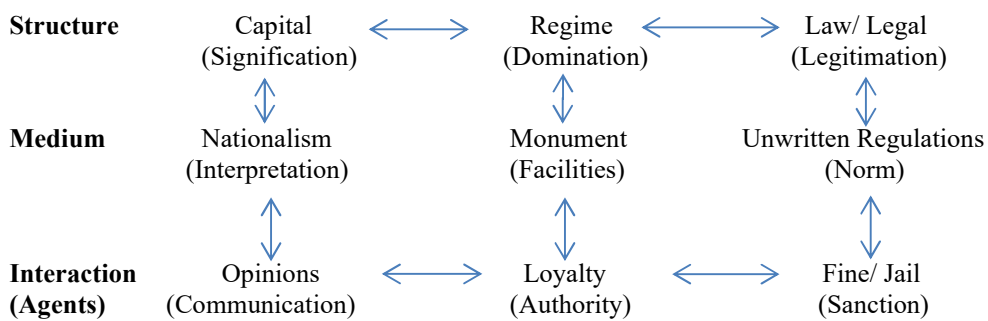 Structure Capital Regime Law/ Legal
(Signification) (Domination) (Legitimation)
Medium Nationalism Monument Unwritten Regulations
(Interpretation) (Facilities) (Norm)
Interaction Opinions Loyalty Fine/ Jail
(Agents) (Communication) (Authority) (Sanction)